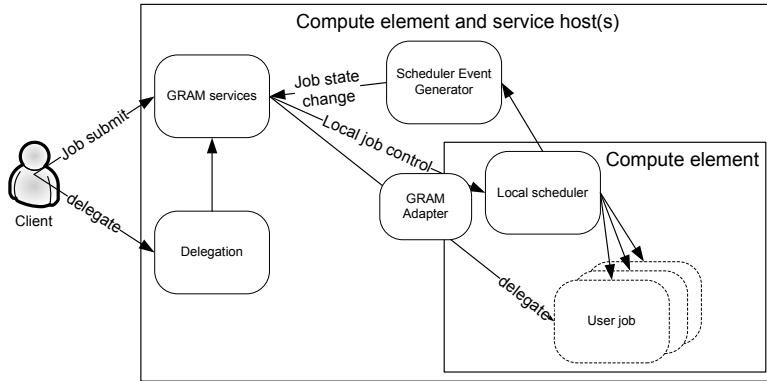 Compute element and service host(s)
GRAM services
Job state
change
Scheduler Event
Generator
Job submit
Local job control
Compute element
Client
delegate
Delegation
GRAM
Adapter
Local scheduler
delegate
User job